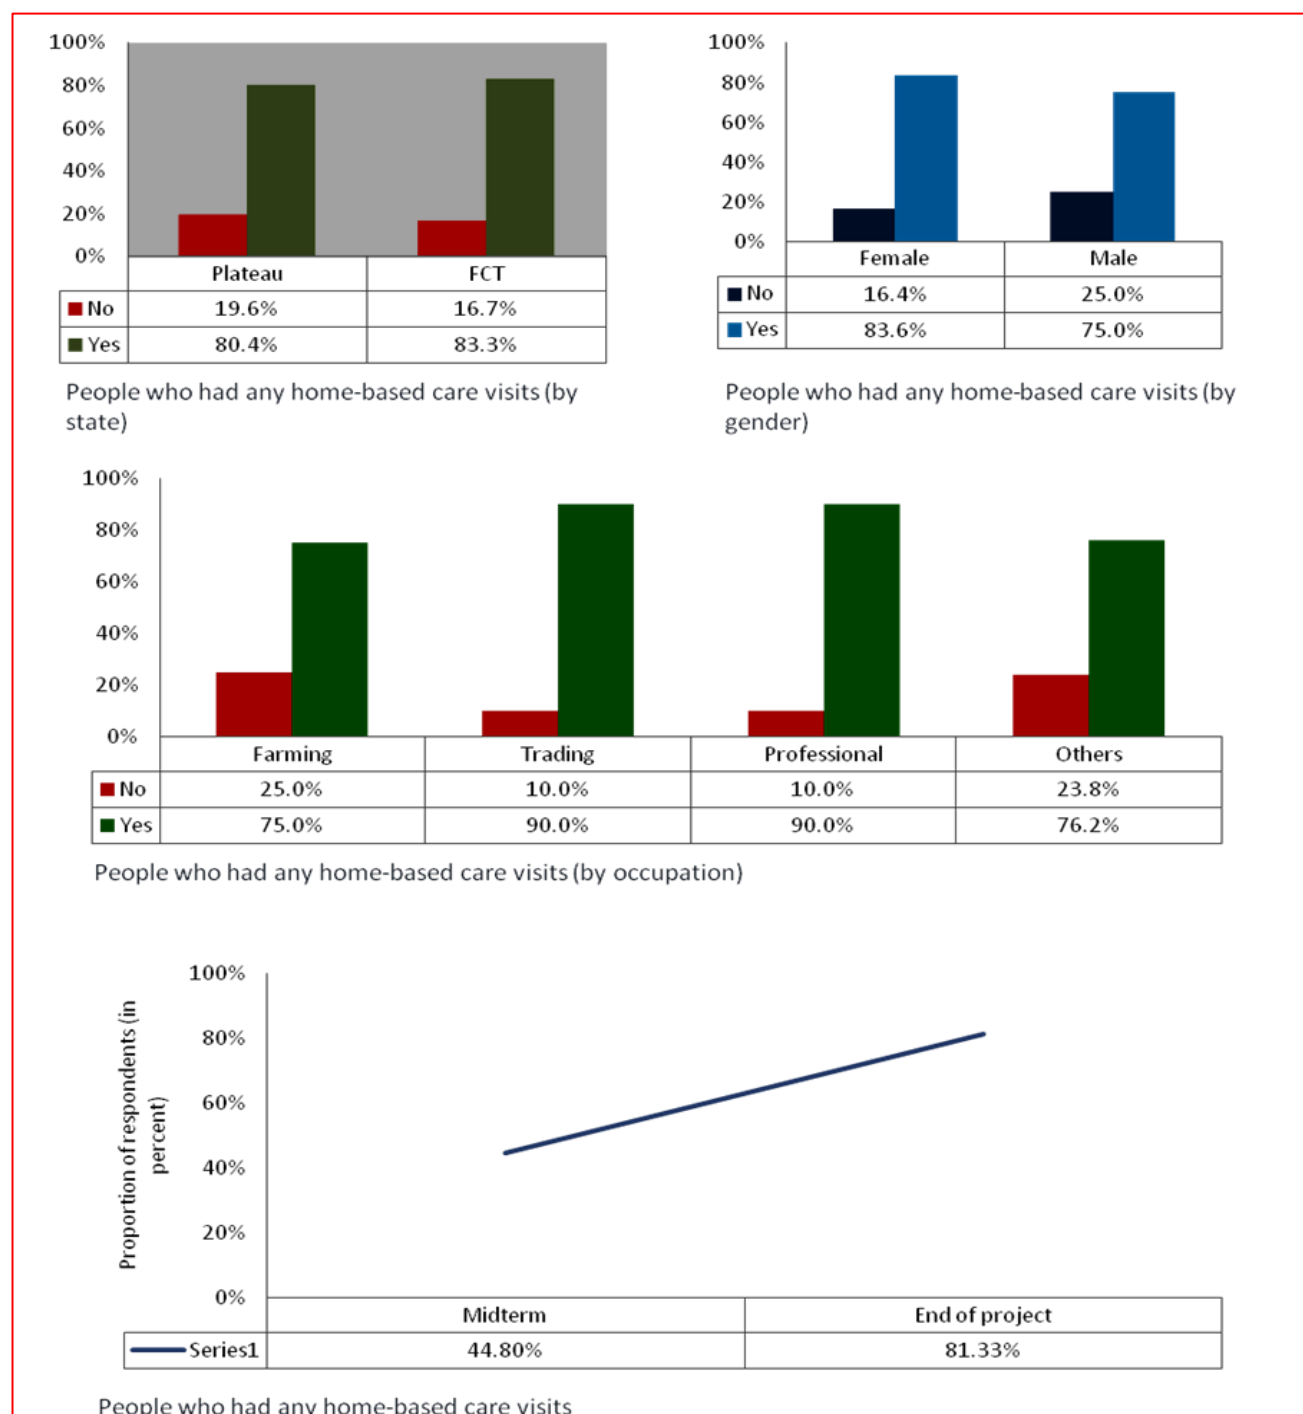 100%
80%
60%
40%
20%
0%
Plateau FCT
No 19.6% 16.7%
Yes 80.4% 83.3%
People who had any home-based care visits (by
state)
100%
80%
60%
40%
20%
0%
Female Male
No 16.4% 25.0%
Yes 83.6% 75.0%
People who had any home-based care visits (by
gender)
100%
80%
60%
40%
20%
0%
Farming Trading Professional Others
No 25.0% 10.0% 10.0% 23.8%
Yes 75.0% 90.0% 90.0% 76.2%
People who had any home-based care visits (by occupation)
Proportion of respondents (in
percent)
100%
80%
60%
40%
20%
0%
Midterm End of project
Series1 44.80% 81.33%
People who had any home-based care visits